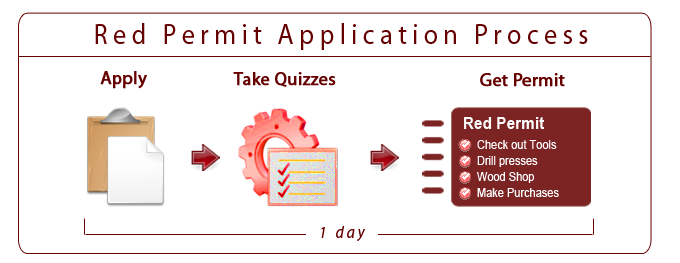 Red Permit Application Process
Apply
Take Quizzes
Get Permit
Red Permit
Check out Tools
Drill presses
Wood Shop
Make Purchases
1 day